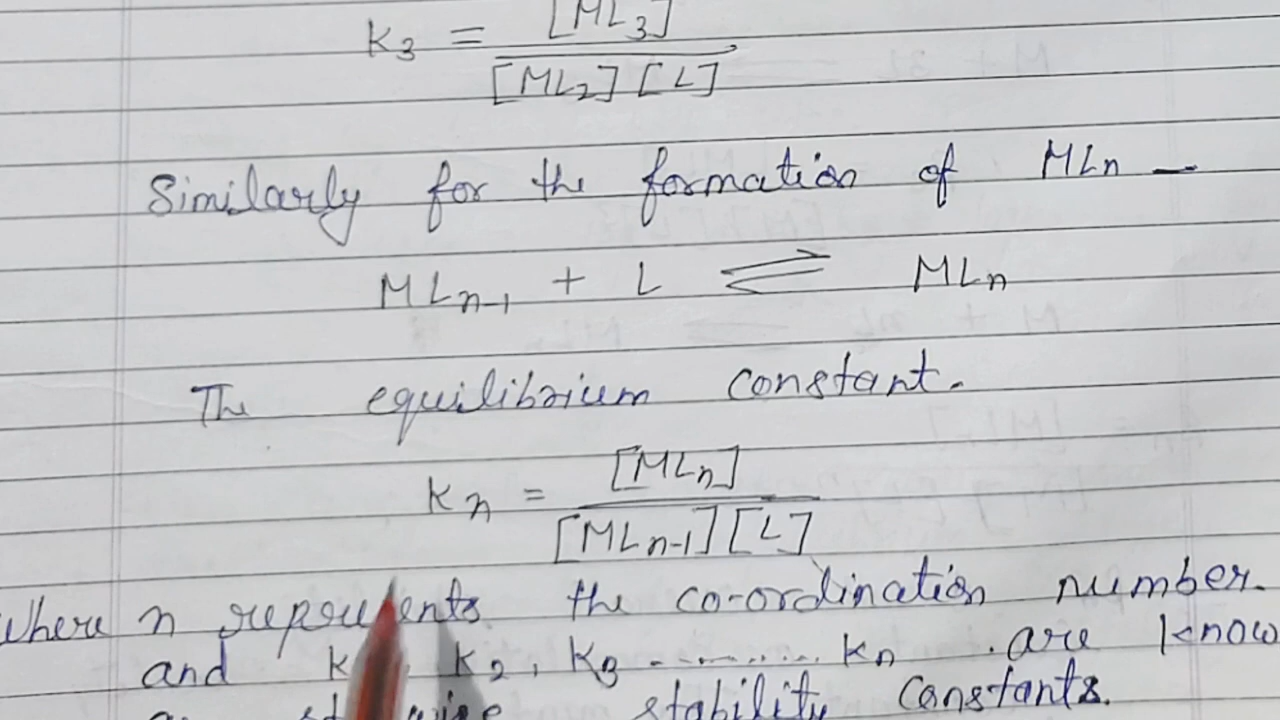 K3 = [ML3] / [ML2] [L]
Similarly for the formation of MLn –
MLn-1 + L ⇌ MLn
The equilibrium constant.
Kn = [MLn] / [MLn-1] [L]
where n represents the co-ordination number.
and K , K2, K3 ......... Kn are know
stability constants.